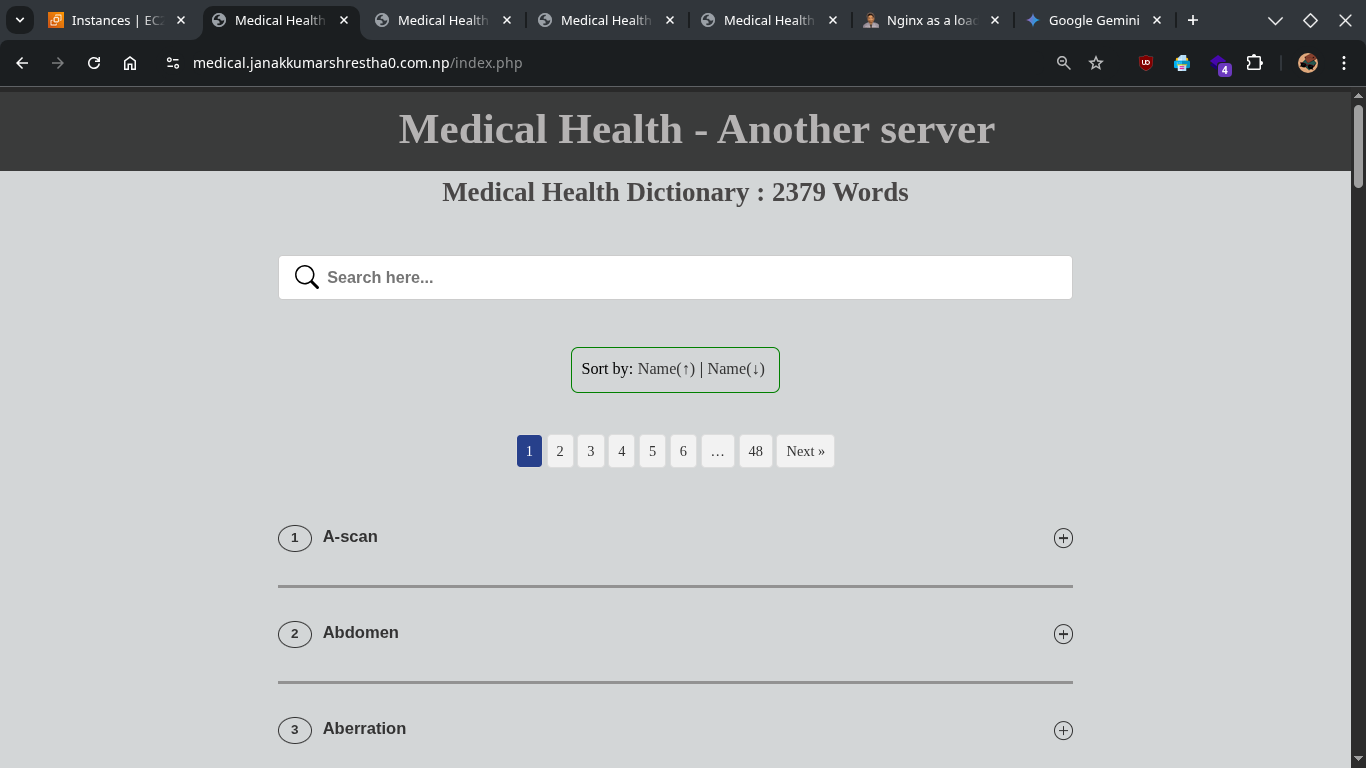 Instances | EC2
Medical Health
Medical Health
Medical Health
Medical Health
Nginx as a load
Google Gemini
medical.janakkumarshrestha0.com.np/index.php
4
Medical Health - Another server
Medical Health Dictionary : 2379 Words
Search here...
Sort by: Name(↑) | Name(↓)
1 2 3 4 5 6 … 48 Next »
1 A-scan
2 Abdomen
3 Aberration